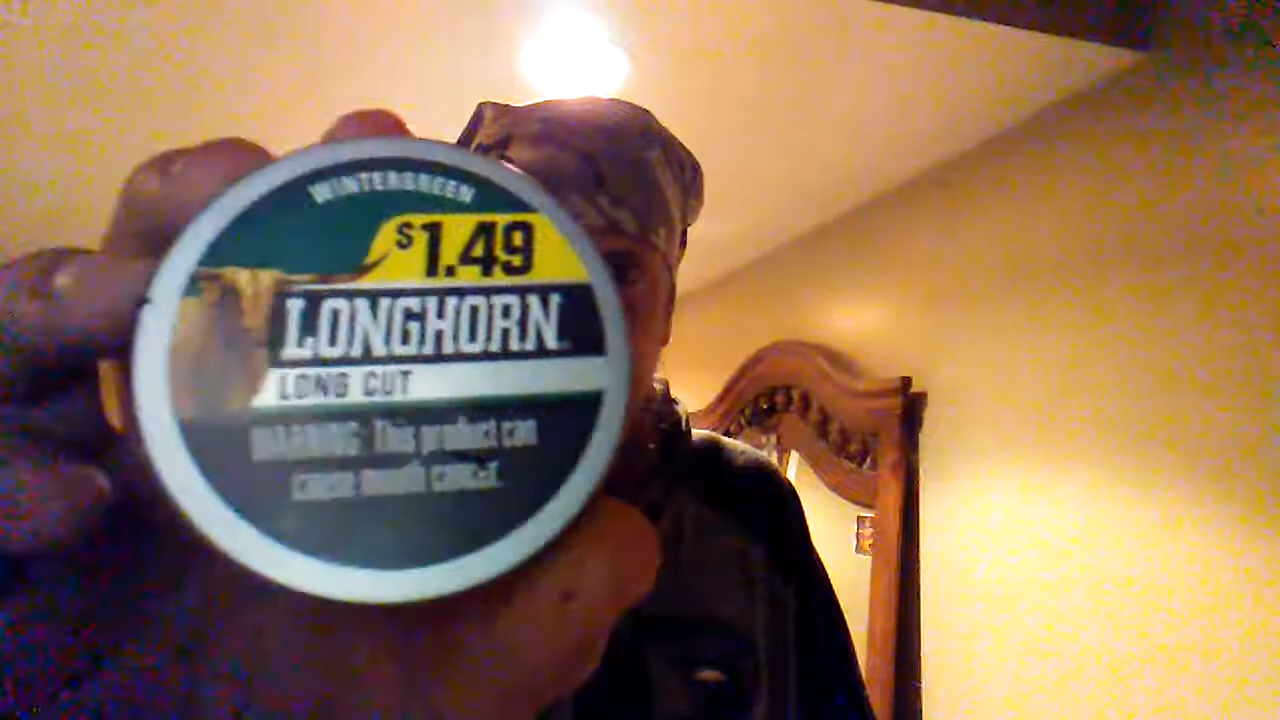 WINTERGREEN
$1.49
LONGHORN
LONG CUT
WARNING: This product can
cause mouth cancer.